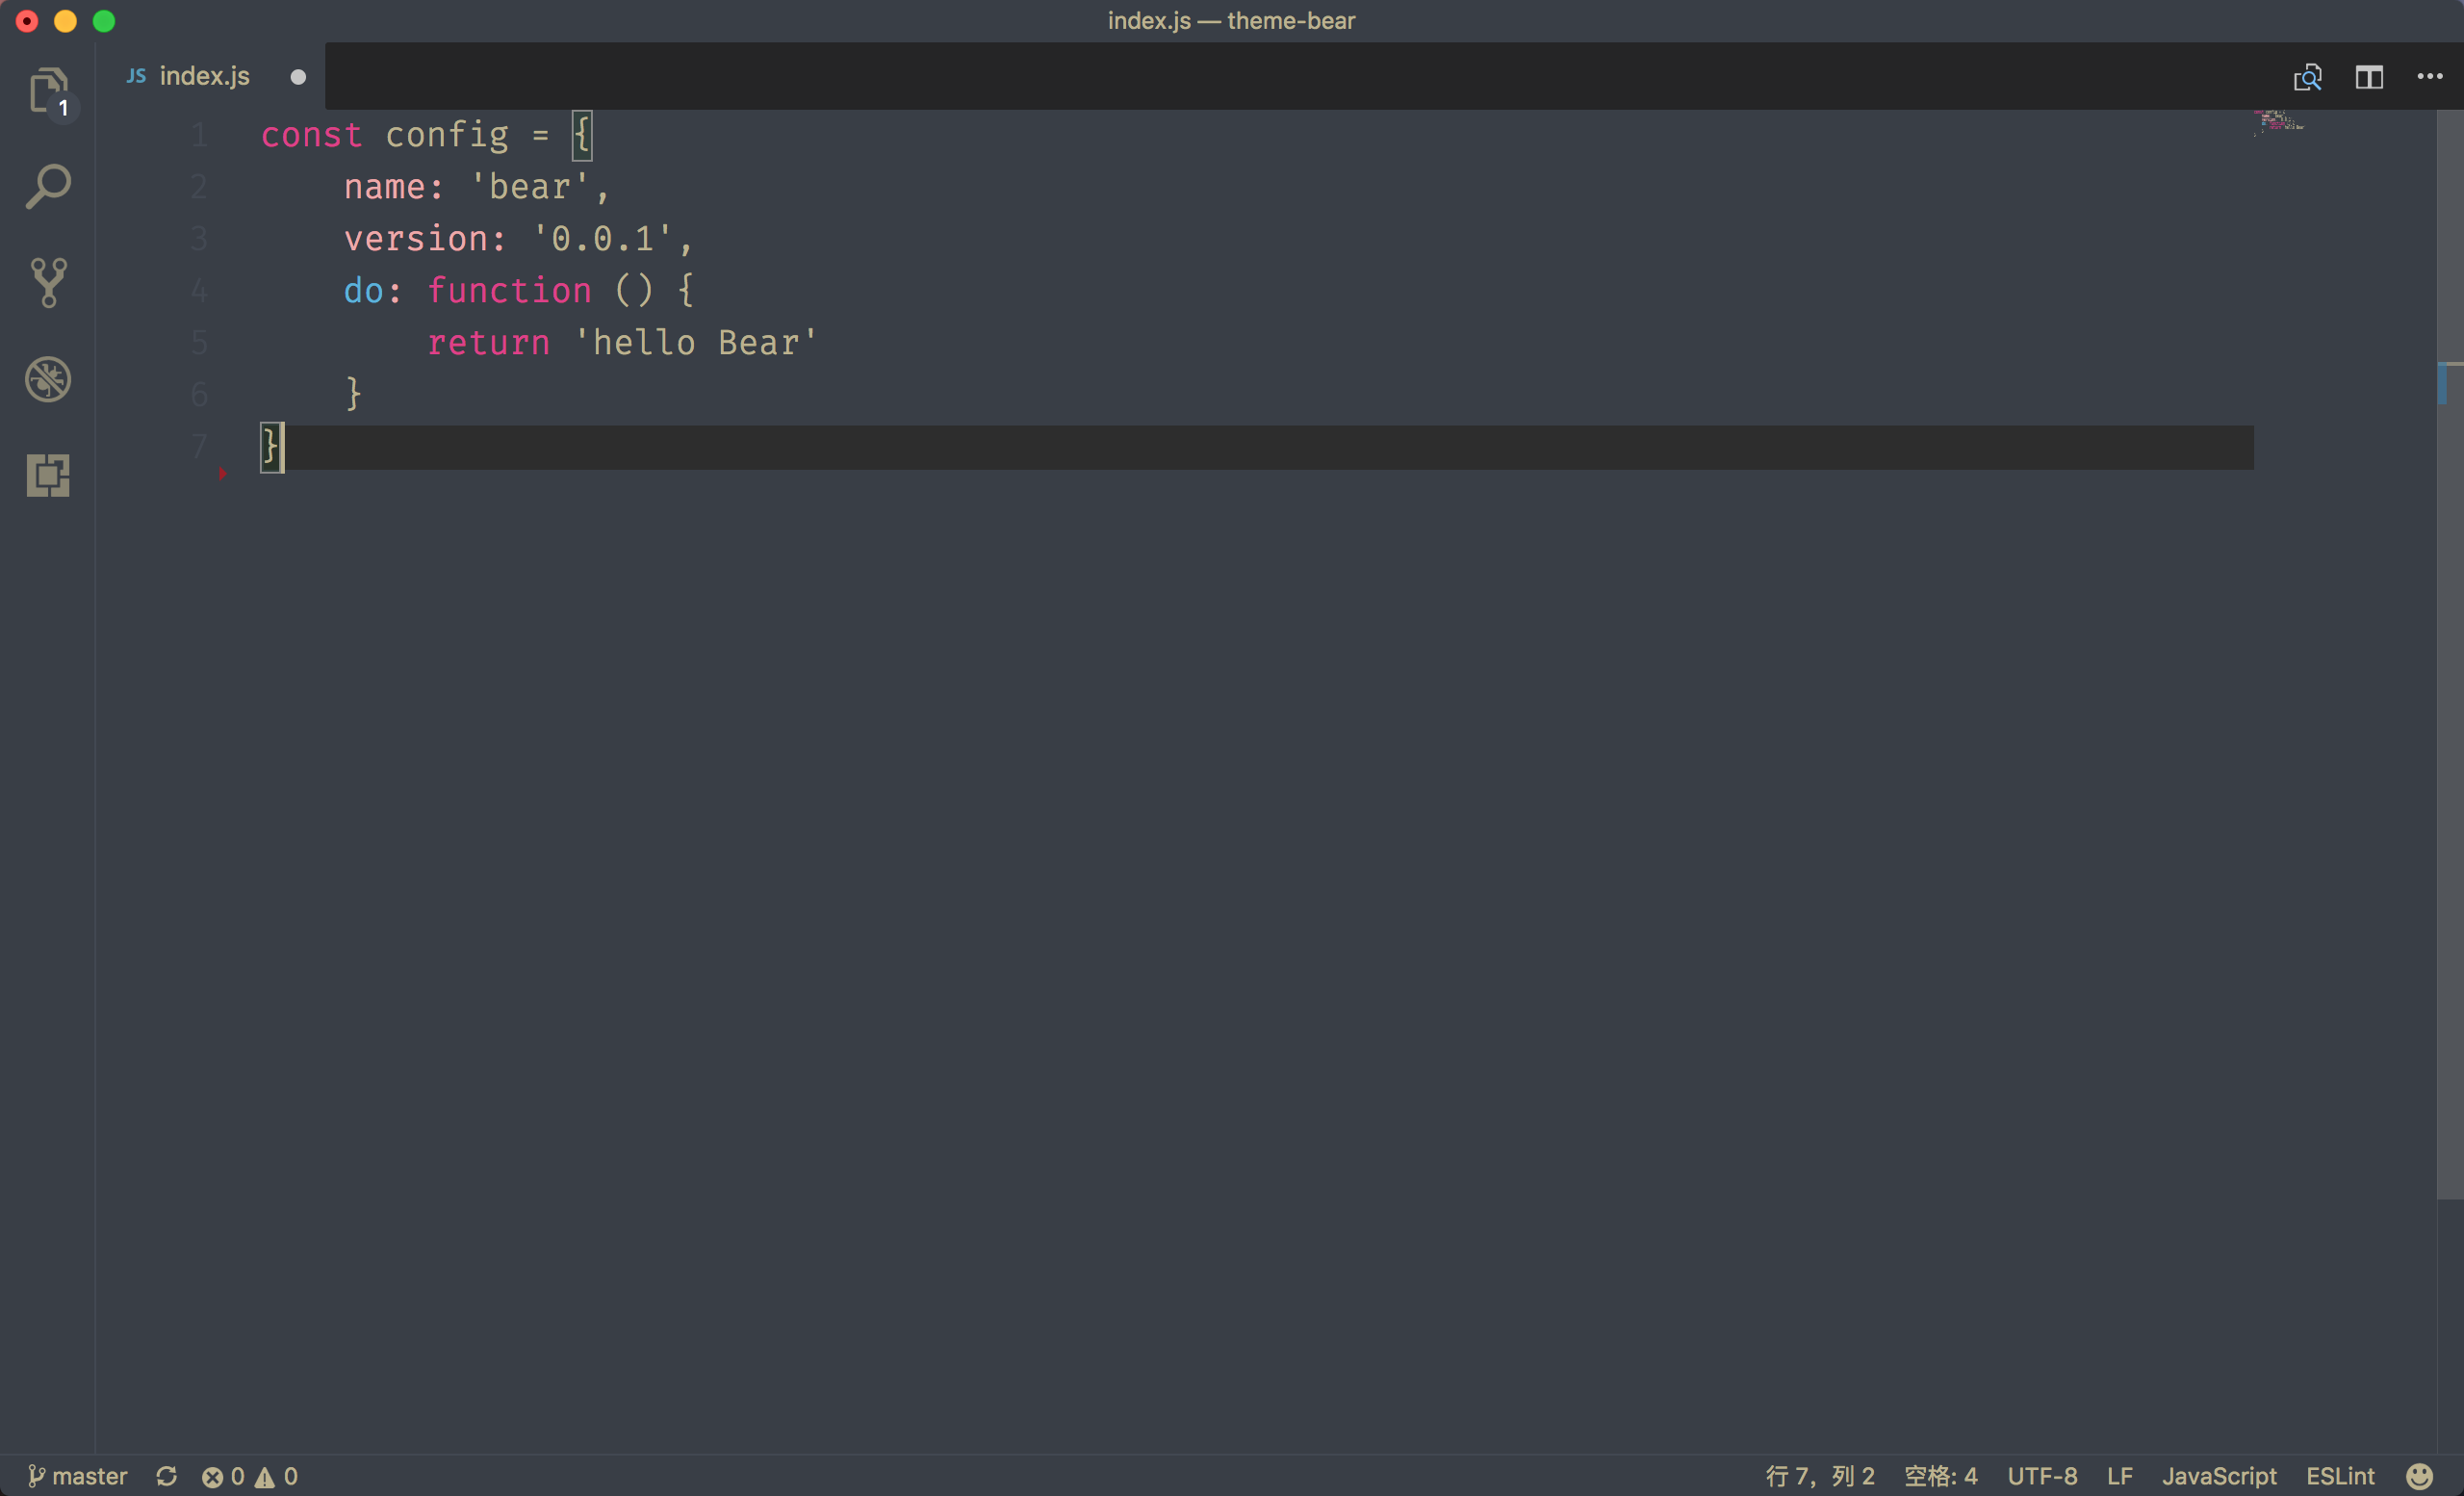 index.js — theme-bear
JS index.js
1
1 const config = {
2 name: 'bear',
3 version: '0.0.1',
4 do: function () {
5 return 'hello Bear'
6 }
7 }
master 0 0 行 7，列 2 空格: 4 UTF-8 LF JavaScript ESLint